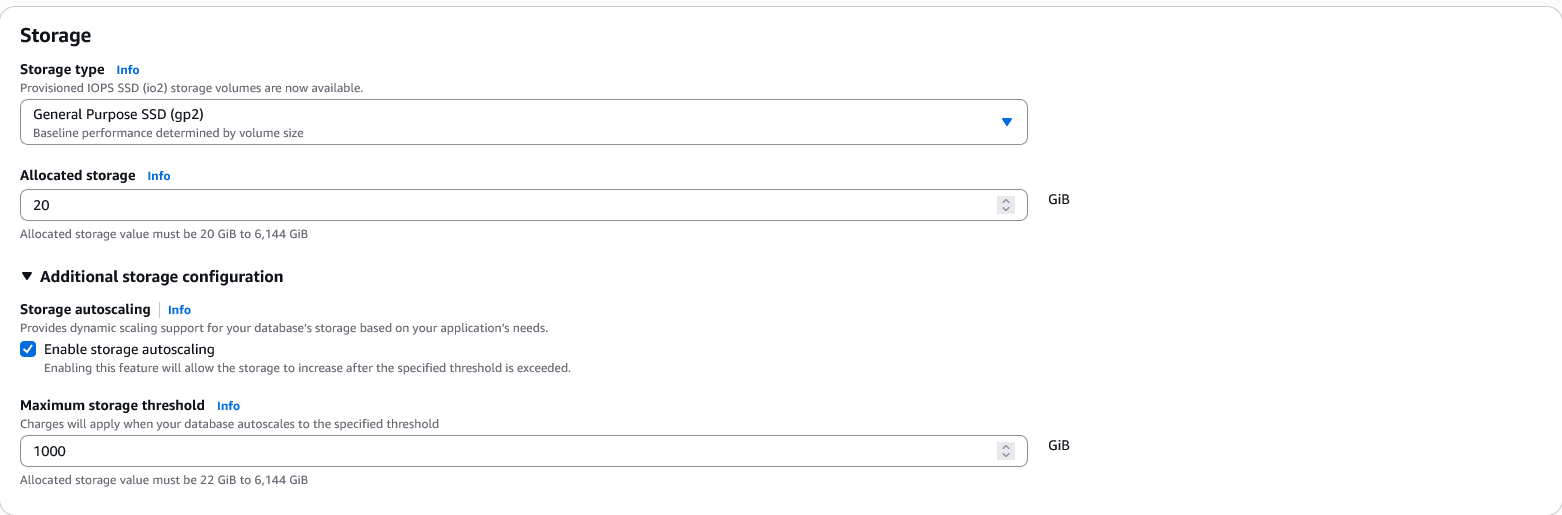 Storage
Storage type Info
Provisioned IOPS SSD (io2) storage volumes are now available.
General Purpose SSD (gp2)
Baseline performance determined by volume size
Allocated storage Info
20 GiB
Allocated storage value must be 20 GiB to 6,144 GiB
Additional storage configuration
Storage autoscaling Info
Provides dynamic scaling support for your database's storage based on your application's needs.
Enable storage autoscaling
Enabling this feature will allow the storage to increase after the specified threshold is exceeded.
Maximum storage threshold Info
Charges will apply when your database autoscales to the specified threshold
1000 GiB
Allocated storage value must be 22 GiB to 6,144 GiB